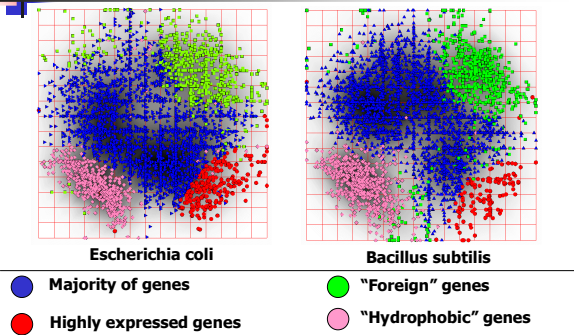 Escherichia coli
Bacillus subtilis
Majority of genes
"Foreign" genes
Highly expressed genes
"Hydrophobic" genes